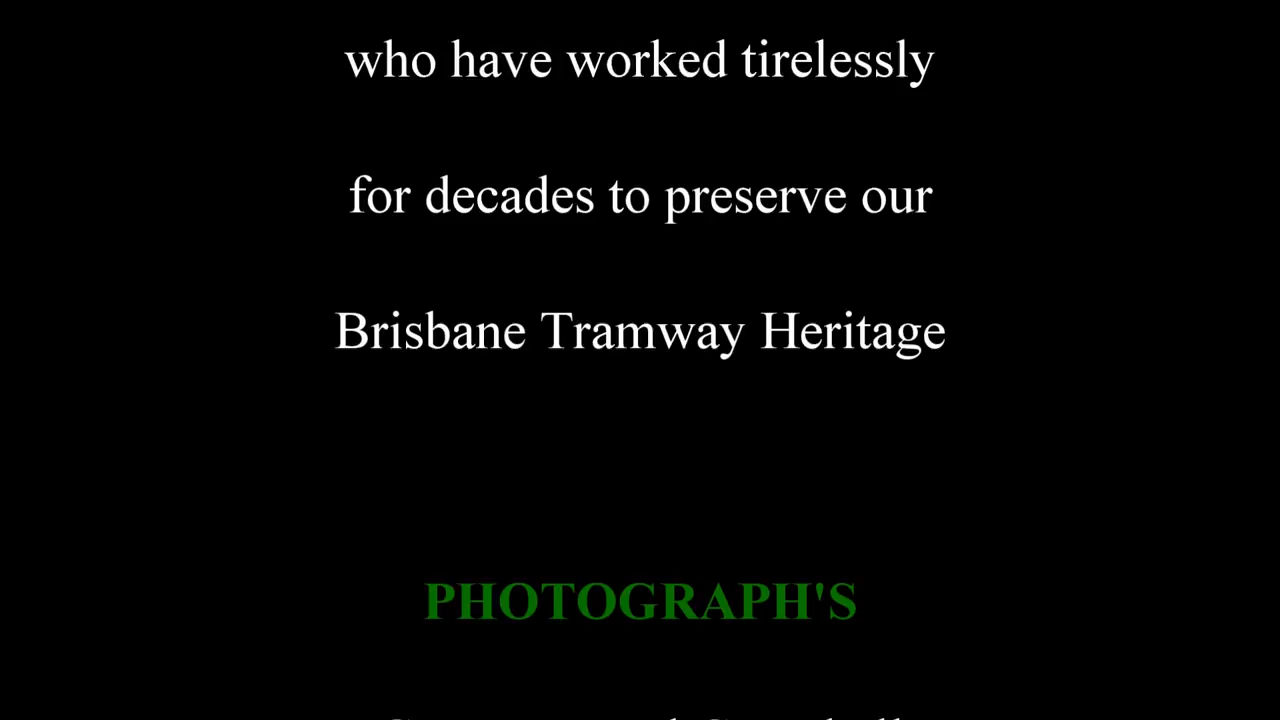 who have worked tirelessly
for decades to preserve our
Brisbane Tramway Heritage
PHOTOGRAPH'S